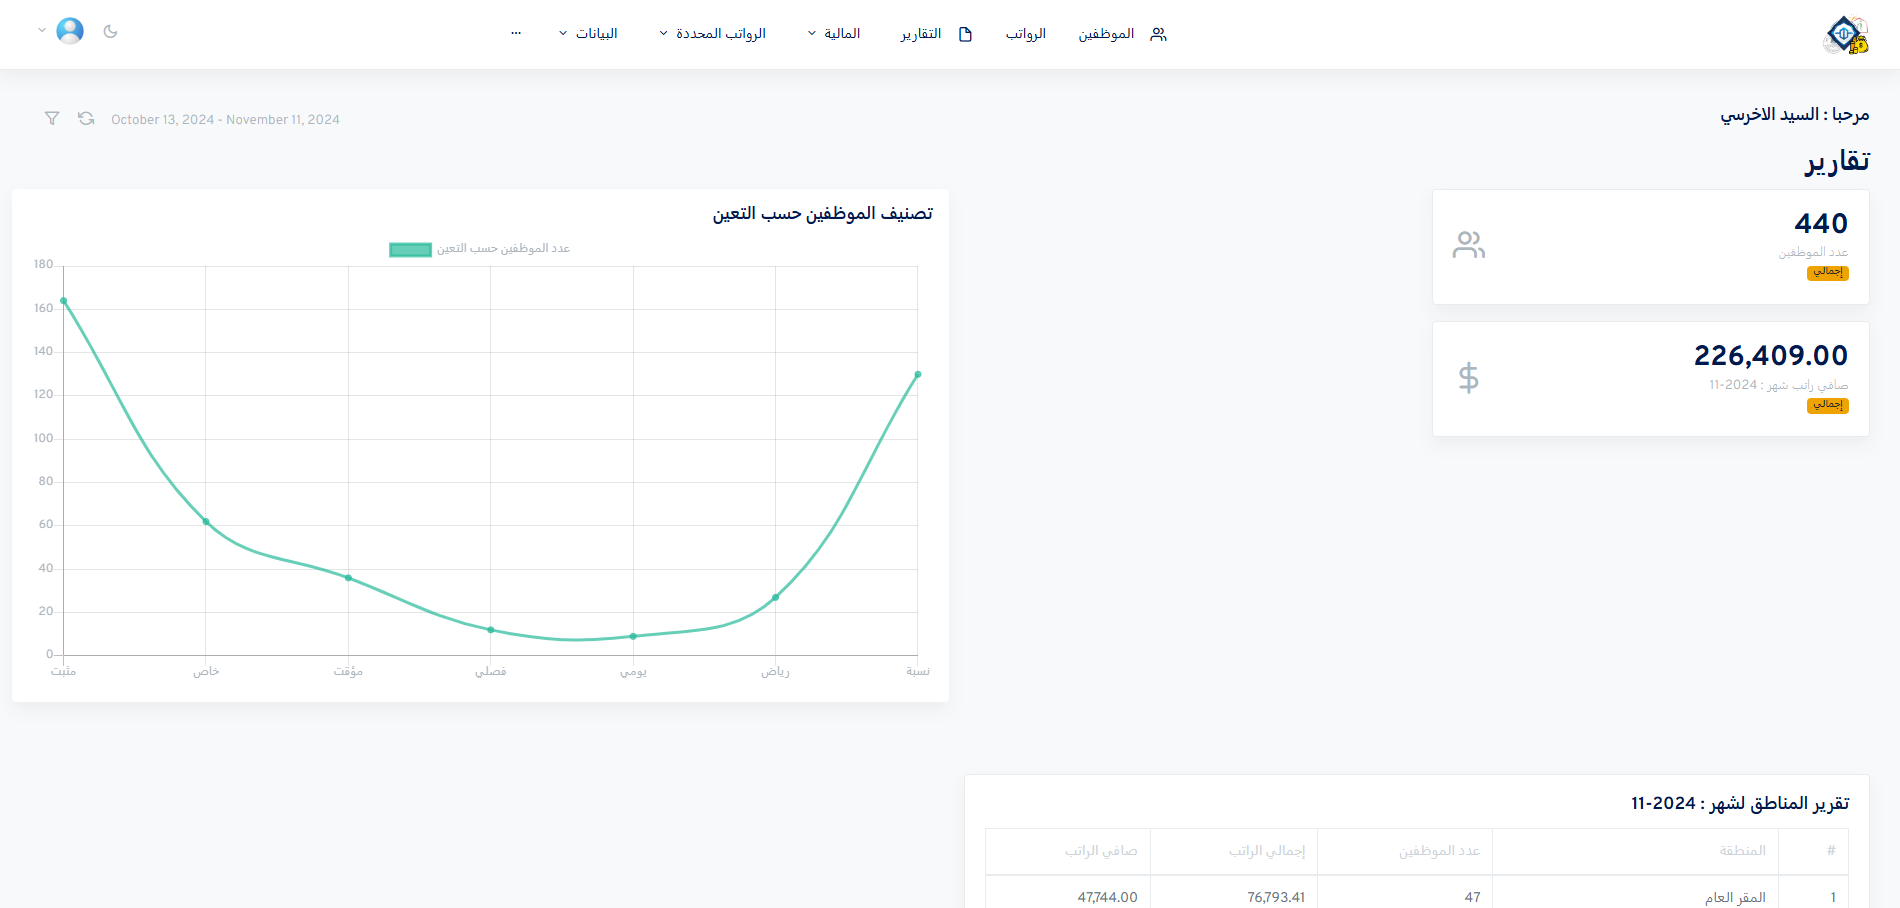 الموظفين
الرواتب
التقارير
المالية
الرواتب المحددة
البيانات
...
مرحبا : السيد الاخرسي
October 13, 2024 - November 11, 2024
تقارير
440
عدد الموظفين
إجمالي
226,409.00
صافي راتب شهر : 2024-11
إجمالي
تصنيف الموظفين حسب التعين
عدد الموظفين حسب التعين
180
160
140
120
100
80
60
40
20
0
مثبت
خاص
مؤقت
فصلي
يومي
رياض
نسبة
تقرير المناطق لشهر : 2024-11
# المنطقة عدد الموظفين إجمالي الراتب صافي الراتب
1 المقر العام 47 76,793.41 47,744.00